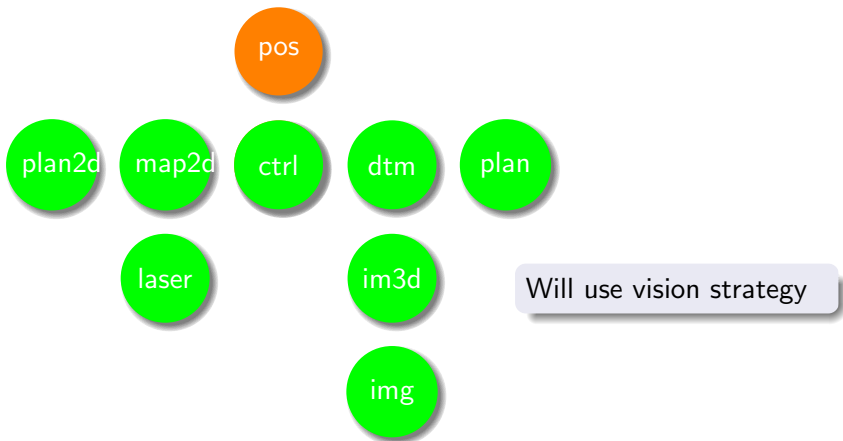 pos
plan2d map2d ctrl dtm plan
laser im3d
Will use vision strategy
img